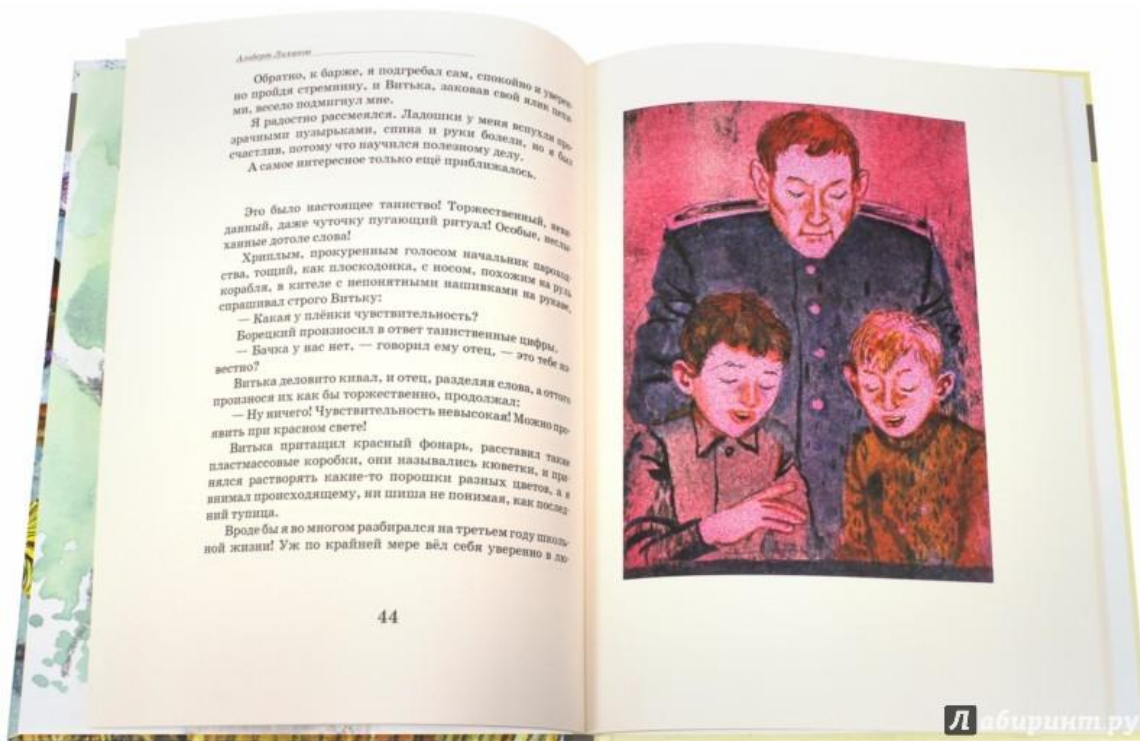 Альберт Лиханов
Обратно, к барже, я подгребал сам, спокойно и уверен-
но пройдя стремнину, и Витька, заковав свой ялик цепя-
ми, весело подмигнул мне.
Я радостно рассмеялся. Ладошки у меня вспухли про-
зрачными пузырьками, спина и руки болели, но я был
счастлив, потому что научился полезному делу.
А самое интересное только ещё приближалось.
Это было настоящее таинство! Торжественный, неви-
данный, даже чуточку пугающий ритуал! Особые, неслы-
ханные дотоле слова!
Хриплым, прокуренным голосом начальник пароход-
ства, тощий, как плоскодонка, с носом, похожим на руль
корабля, в кителе с непонятными нашивками на рукаве,
спрашивал строго Витьку:
— Какая у плёнки чувствительность?
Борецкий произносил в ответ таинственные цифры.
— Бачка у нас нет, — говорил ему отец, — это тебе из-
вестно?
Витька деловито кивал, и отец, разделяя слова, а оттого
произнося их как бы торжественно, продолжал:
— Ну ничего! Чувствительность невысокая! Можно про-
явить при красном свете!
Витька притащил красный фонарь, расставил такие
пластмассовые коробки, они назывались кюветки, и при-
нялся растворять какие-то порошки разных цветов, а я
внимал происходящему, ни шиша не понимая, как послед-
ний тупица.
Вроде бы я во многом разбирался на третьем году школь-
ной жизни! Уж по крайней мере вёл себя уверенно в лю-
44
Лабиринт.ру